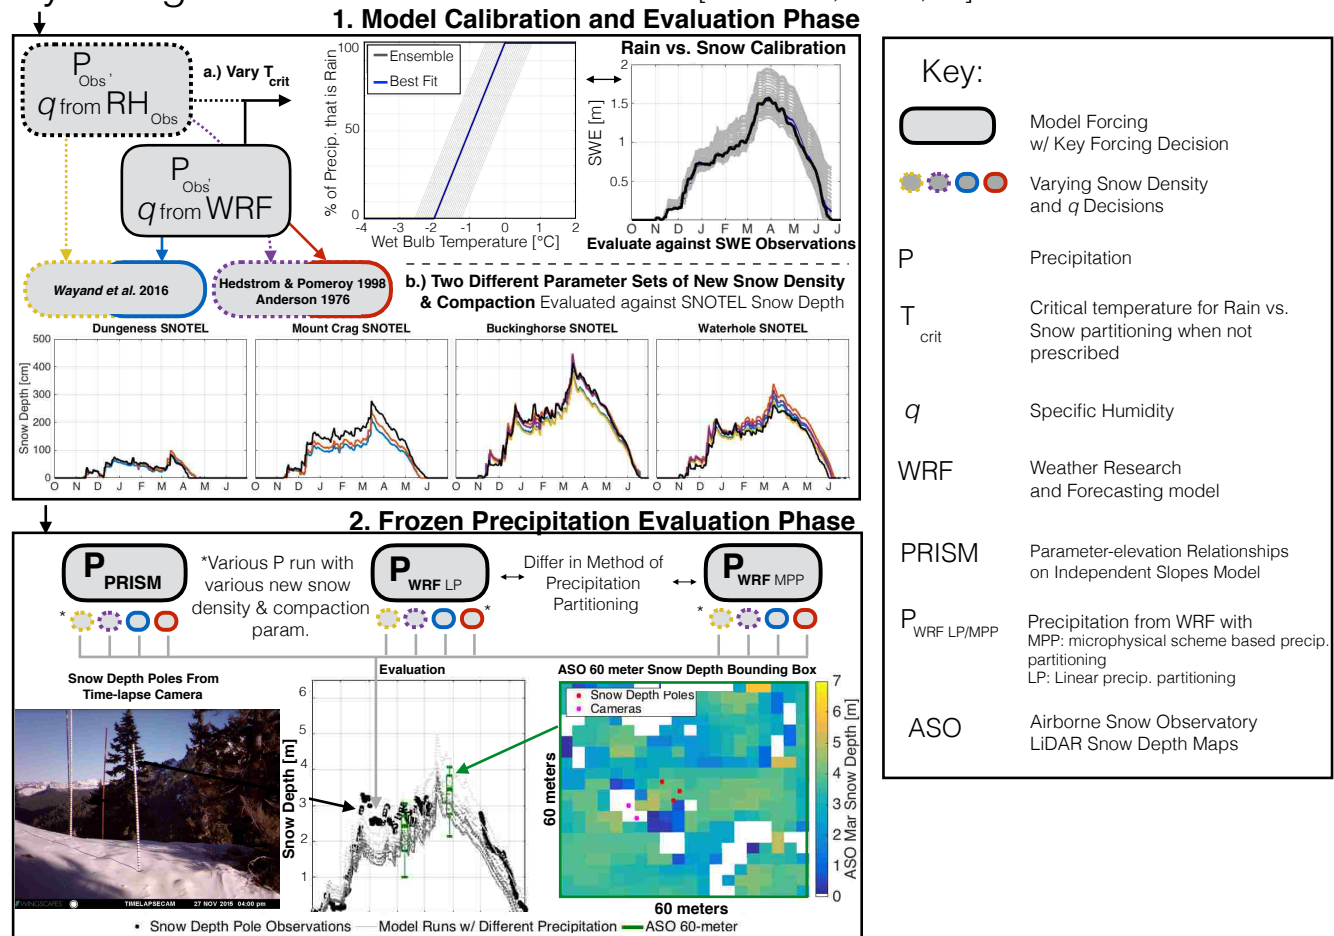 1. Model Calibration and Evaluation Phase
P
Obs,
q from RH
Obs
a.) Vary T
crit
P
Obs,
q from WRF
Wayand et al. 2016
Hedstrom & Pomeroy 1998
Anderson 1976
% of Precip. that is Rain
100
50
0
Ensemble
Best Fit
-4 -3 -2 -1 0 1 2
Wet Bulb Temperature [°C]
Rain vs. Snow Calibration
SWE [m]
2
1.5
1
0.5
O N D J F M A M J J
Evaluate against SWE Observations
b.) Two Different Parameter Sets of New Snow Density
& Compaction Evaluated against SNOTEL Snow Depth
Dungeness SNOTEL
Mount Crag SNOTEL
Buckinghorse SNOTEL
Waterhole SNOTEL
Snow Depth [cm]
500
400
300
200
100
0
O N D J F M A M J
O N D J F M A M J
O N D J F M A M J
O N D J F M A M J
2. Frozen Precipitation Evaluation Phase
P
PRISM
*Various P run with
various new snow
density & compaction
param.
P
WRF LP
Differ in Method of
Precipitation
Partitioning
P
WRF MPP
*
*
*
Snow Depth Poles From
Time-lapse Camera
WINGSCAPES
TIMELAPSECAM
27 NOV 2015 04:00 pm
Evaluation
Snow Depth [m]
6
5
4
3
2
1
ASO 60 meter Snow Depth Bounding Box
Snow Depth Poles
Cameras
60 meters
60 meters
7
6
5
4
3
2
1
0
ASO Mar Snow Depth [m]
Snow Depth Pole Observations
Model Runs w/ Different Precipitation
ASO 60-meter
Key:
Model Forcing
w/ Key Forcing Decision
Varying Snow Density
and q Decisions
P
Precipitation
T
crit
Critical temperature for Rain vs.
Snow partitioning when not
prescribed
q
Specific Humidity
WRF
Weather Research
and Forecasting model
PRISM
Parameter-elevation Relationships
on Independent Slopes Model
P
WRF LP/MPP
Precipitation from WRF with
MPP: microphysical scheme based precip.
partitioning
LP: Linear precip. partitioning
ASO
Airborne Snow Observatory
LiDAR Snow Depth Maps